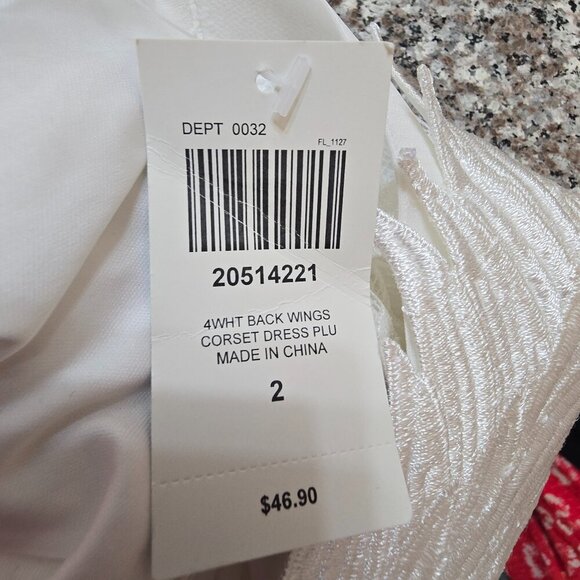 DEPT 0032
FL_1127
20514221
4WHT BACK WINGS
CORSET DRESS PLU
MADE IN CHINA
2
$46.90